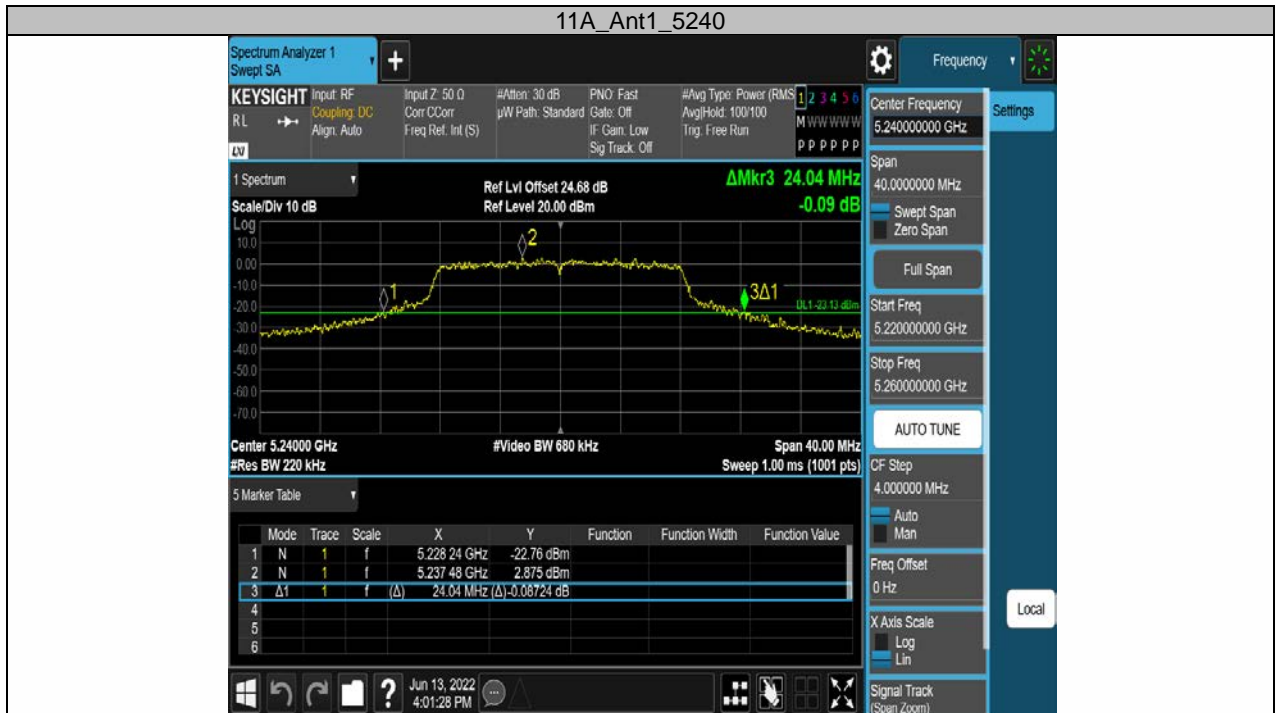 11A_Ant1_5240
Spectrum Analyzer 1
Swept SA
+
Frequency
KEYSIGHT
RL
LXI
Input: RF
Coupling: DC
Align: Auto
Input Z: 50 Ω
Corr CCorr
Freq Ref: Int (S)
#Atten: 30 dB
µW Path: Standard
PNO: Fast
Gate: Off
IF Gain: Low
Sig Track: Off
#Avg Type: Power (RMS
Avg|Hold: 100/100
Trig: Free Run
1 2 3 4 5 6
M W W W W W
P P P P P P
1 Spectrum
Scale/Div 10 dB
Ref Lvl Offset 24.68 dB
Ref Level 20.00 dBm
ΔMkr3 24.04 MHz
-0.09 dB
Log
10.0
0.00
-10.0
-20.0
-30.0
-40.0
-50.0
-60.0
-70.0
1
2
3Δ1
DL1 -23.13 dBm
Center 5.24000 GHz
#Video BW 680 kHz
Span 40.00 MHz
#Res BW 220 kHz
Sweep 1.00 ms (1001 pts)
5 Marker Table
Mode Trace Scale X Y Function Function Width Function Value
1 N 1 f 5.228 24 GHz -22.76 dBm
2 N 1 f 5.237 48 GHz 2.875 dBm
3 Δ1 1 f (Δ) 24.04 MHz (Δ) -0.08724 dB
4
5
6
Jun 13, 2022
4:01:28 PM
?
Center Frequency
5.240000000 GHz
Settings
Span
40.0000000 MHz
Swept Span
Zero Span
Full Span
Start Freq
5.220000000 GHz
Stop Freq
5.260000000 GHz
AUTO TUNE
CF Step
4.000000 MHz
Auto
Man
Freq Offset
0 Hz
Local
X Axis Scale
Log
Lin
Signal Track
(Span Zoom)